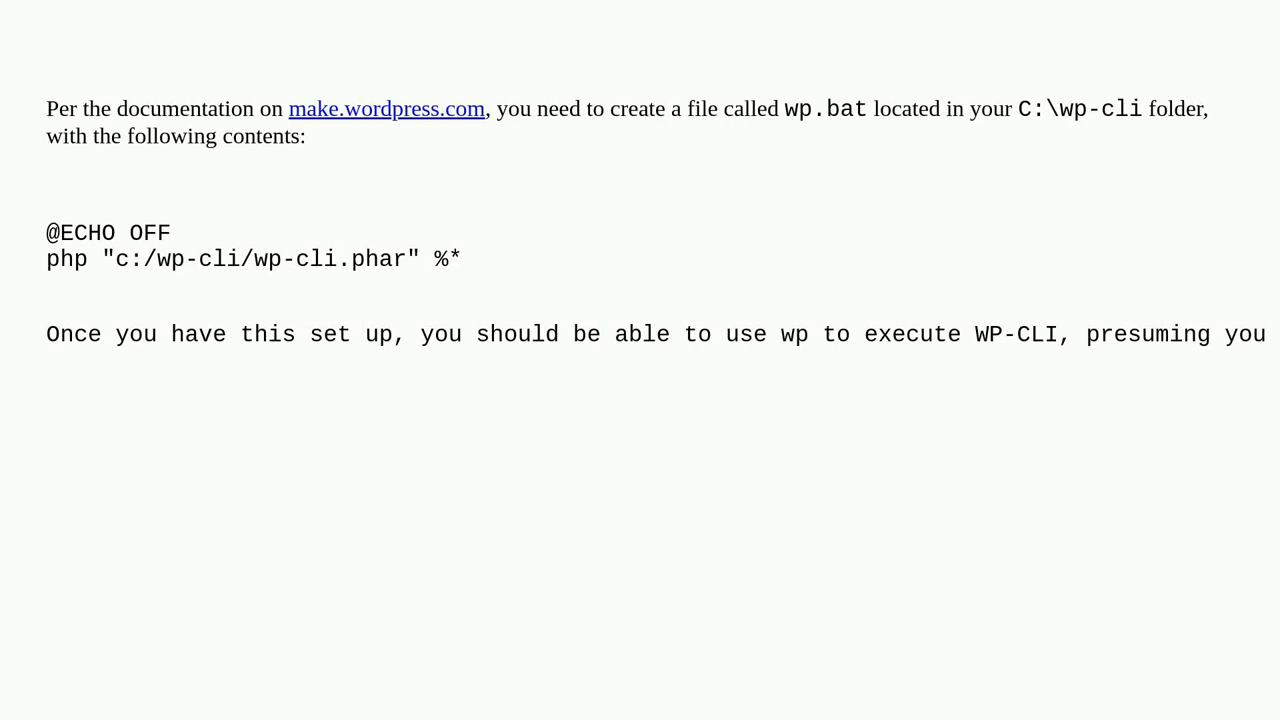 Per the documentation on make.wordpress.com, you need to create a file called wp.bat located in your C:\wp-cli folder,
with the following contents:
@ECHO OFF
php "c:/wp-cli/wp-cli.phar" %*
Once you have this set up, you should be able to use wp to execute WP-CLI, presuming you